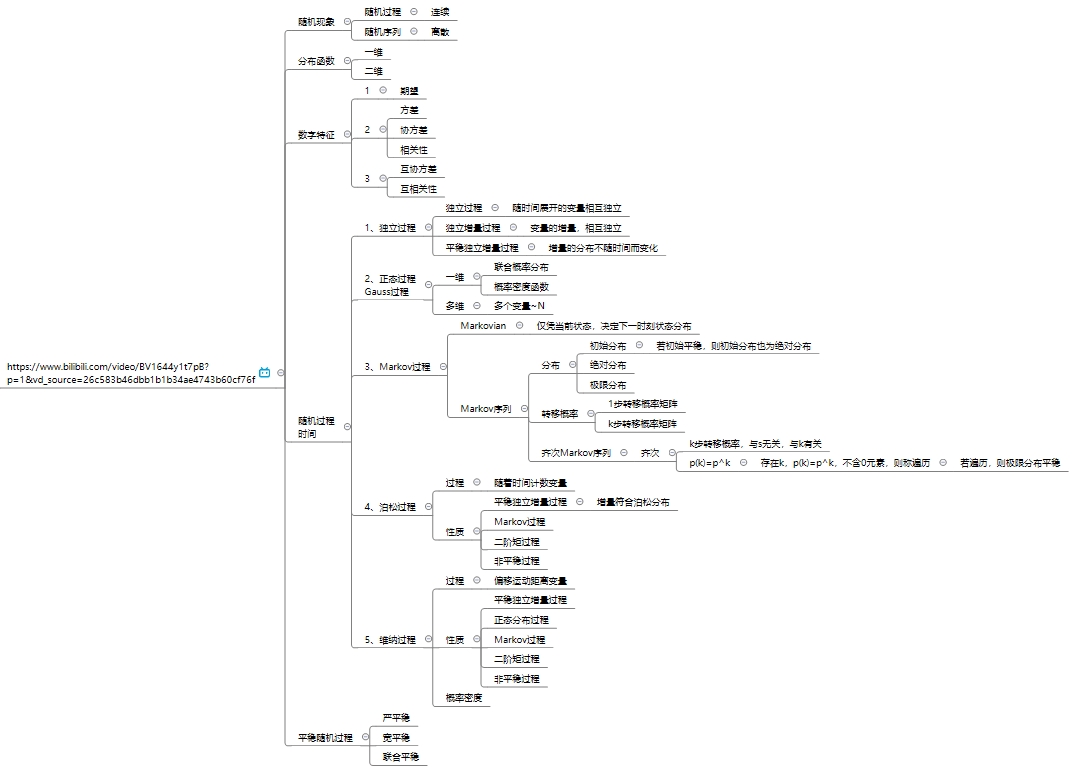 https://www.bilibili.com/video/BV1644y1t7pB?
p=1&vd_source=26c583b46dbb1b1b34ae4743b60cf76f
随机现象
随机过程
连续
随机序列
离散
分布函数
一维
二维
数字特征
1
期望
2
方差
协方差
相关性
3
互协方差
互相关性
随机过程
时间
1、独立过程
独立过程
随时间展开的变量相互独立
独立增量过程
变量的增量，相互独立
平稳独立增量过程
增量的分布不随时间而变化
2、正态过程
Gauss过程
一维
联合概率分布
概率密度函数
多维
多个变量~N
3、Markov过程
Markovian
仅凭当前状态，决定下一时刻状态分布
Markov序列
分布
初始分布
若初始平稳，则初始分布也为绝对分布
绝对分布
极限分布
转移概率
1步转移概率矩阵
k步转移概率矩阵
齐次Markov序列
齐次
k步转移概率，与s无关，与k有关
p(k)=p^k
存在k，p(k)=p^k，不含0元素，则称遍历
若遍历，则极限分布平稳
4、泊松过程
过程
随着时间计数变量
性质
平稳独立增量过程
增量符合泊松分布
Markov过程
二阶矩过程
非平稳过程
5、维纳过程
过程
偏移运动距离变量
性质
平稳独立增量过程
正态分布过程
Markov过程
二阶矩过程
非平稳过程
概率密度
平稳随机过程
严平稳
宽平稳
联合平稳